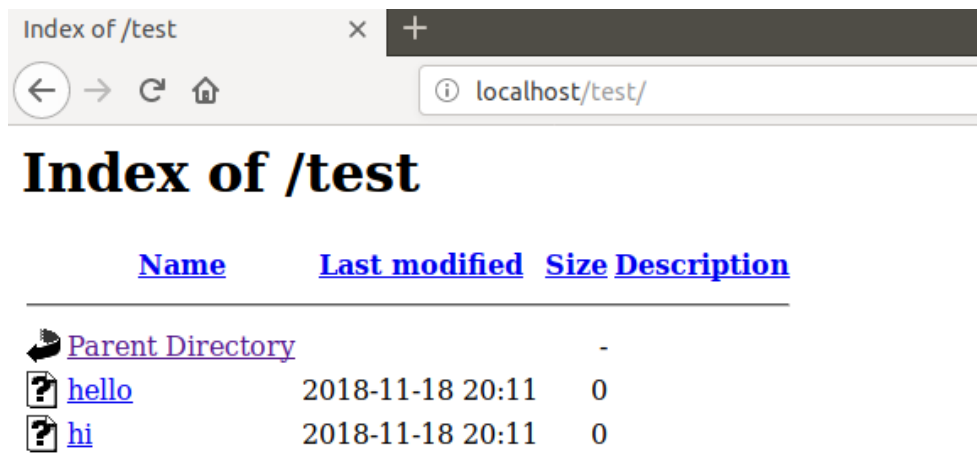 Index of /test
localhost/test/
Index of /test
Name Last modified Size Description
Parent Directory -
hello 2018-11-18 20:11 0
hi 2018-11-18 20:11 0